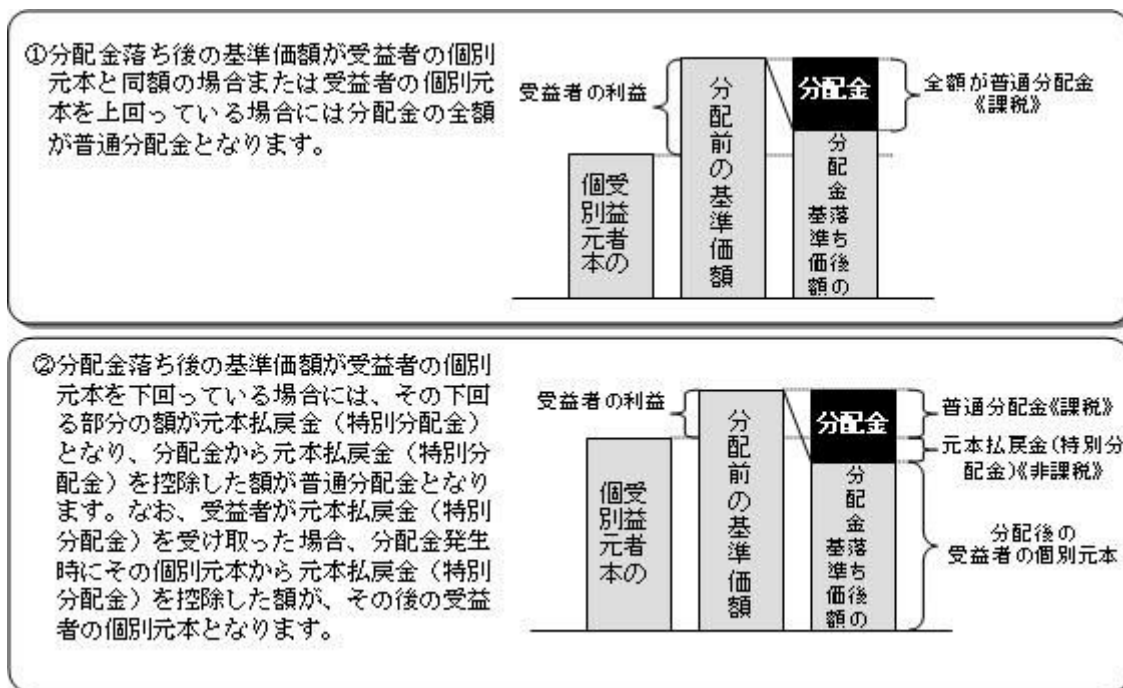 ①分配金落ち後の基準価額が受益者の個別
元本と同額の場合または受益者の個別元
本を上回っている場合には分配金の全額
が普通分配金となります。
受益者の利益
受益者の
個別元本
分配前の基準価額
分配金
分配金落ち後の
基準価額
全額が普通分配金
《課税》
②分配金落ち後の基準価額が受益者の個別
元本を下回っている場合には、その下回
る部分の額が元本払戻金（特別分配金）
となり、分配金から元本払戻金（特別分
配金）を控除した額が普通分配金となり
ます。なお、受益者が元本払戻金（特別
分配金）を受け取った場合、分配金発生
時にその個別元本から元本払戻金（特別
分配金）を控除した額が、その後の受益
者の個別元本となります。
受益者の利益
受益者の
個別元本
分配前の基準価額
分配金
分配金落ち後の
基準価額
普通分配金《課税》
元本払戻金(特別分
配金)《非課税》
分配後の
受益者の個別元本